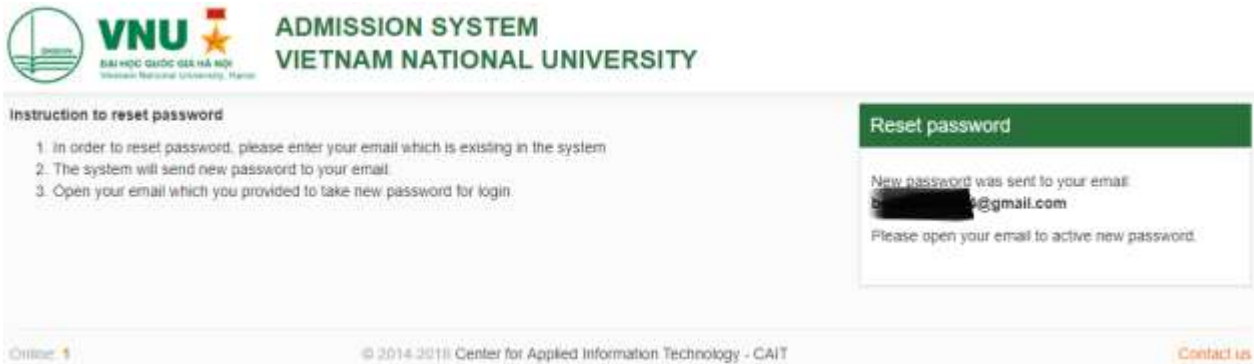 VNU
ĐẠI HỌC QUỐC GIA HÀ NỘI
Vietnam National University, Hanoi
ADMISSION SYSTEM
VIETNAM NATIONAL UNIVERSITY
Instruction to reset password
1. In order to reset password, please enter your email which is existing in the system
2. The system will send new password to your email.
3. Open your email which you provided to take new password for login
Reset password
New password was sent to your email:
@gmail.com
Please open your email to active new password.
Online: 1
© 2014-2018 Center for Applied Information Technology - CAIT
Contact us